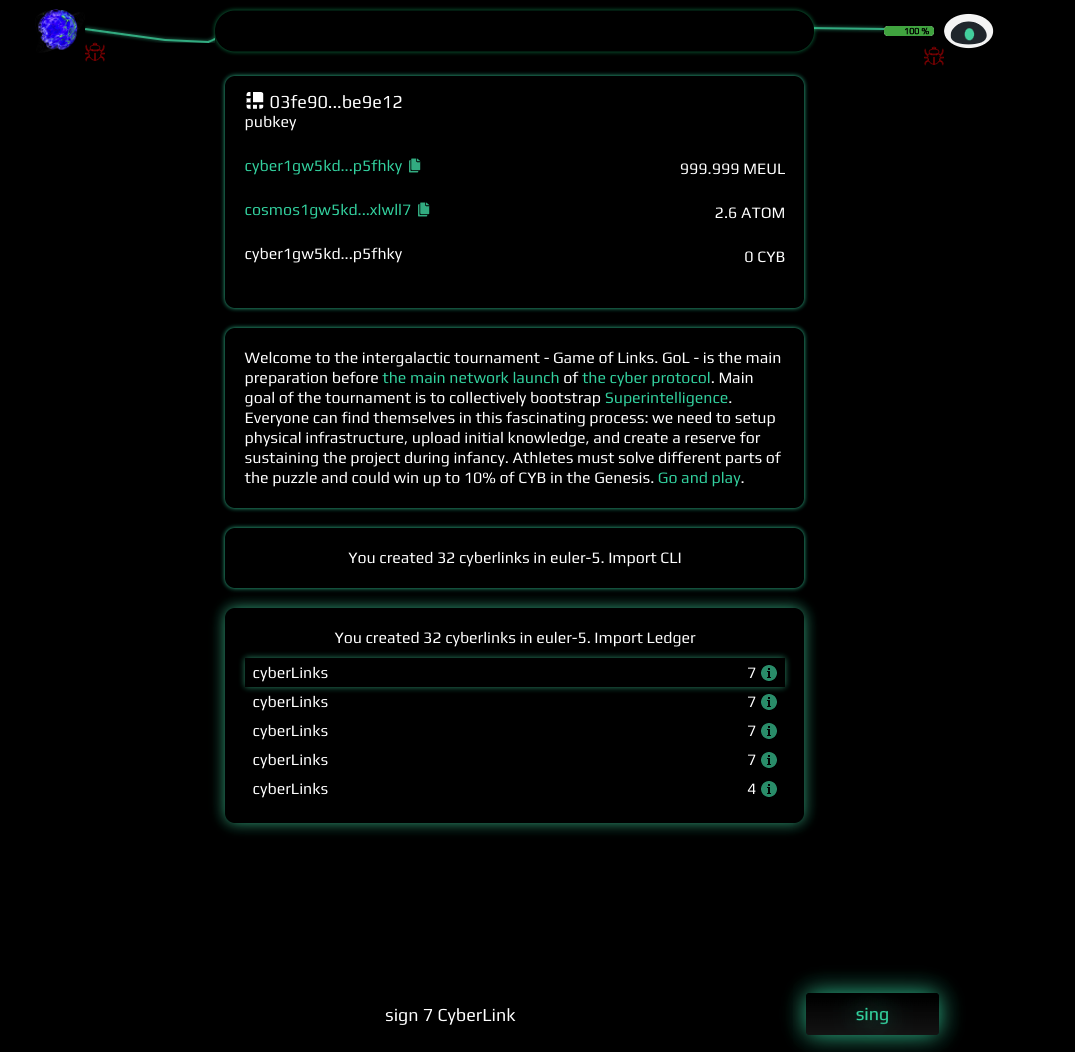 100 %
03fe90...be9e12
pubkey
cyber1gw5kd...p5fhky
999.999 MEUL
cosmos1gw5kd...xlwll7
2.6 ATOM
cyber1gw5kd...p5fhky
0 CYB
Welcome to the intergalactic tournament - Game of Links. GoL - is the main
preparation before the main network launch of the cyber protocol. Main
goal of the tournament is to collectively bootstrap Superintelligence.
Everyone can find themselves in this fascinating process: we need to setup
physical infrastructure, upload initial knowledge, and create a reserve for
sustaining the project during infancy. Athletes must solve different parts of
the puzzle and could win up to 10% of CYB in the Genesis. Go and play.
You created 32 cyberlinks in euler-5. Import CLI
You created 32 cyberlinks in euler-5. Import Ledger
cyberLinks 7
cyberLinks 7
cyberLinks 7
cyberLinks 7
cyberLinks 4
sign 7 CyberLink
sing